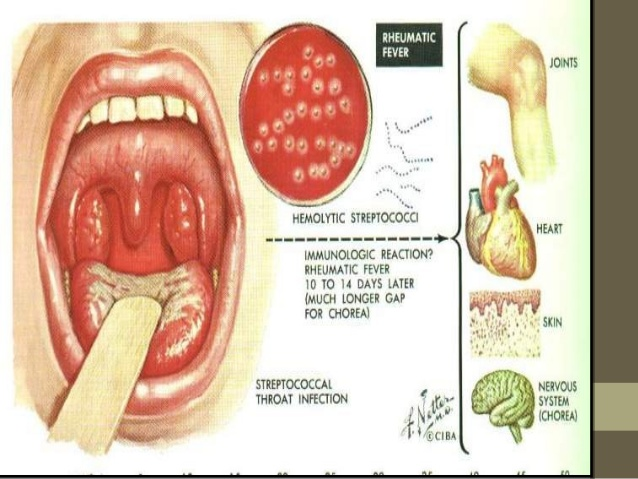 RHEUMATIC
FEVER
JOINTS
HEMOLYTIC STREPTOCOCCI
HEART
IMMUNOLOGIC REACTION?
RHEUMATIC FEVER
10 TO 14 DAYS LATER
(MUCH LONGER GAP
FOR CHOREA)
SKIN
STREPTOCOCCAL
THROAT INFECTION
NERVOUS
SYSTEM
(CHOREA)
F. Netter
M.D.
©CIBA